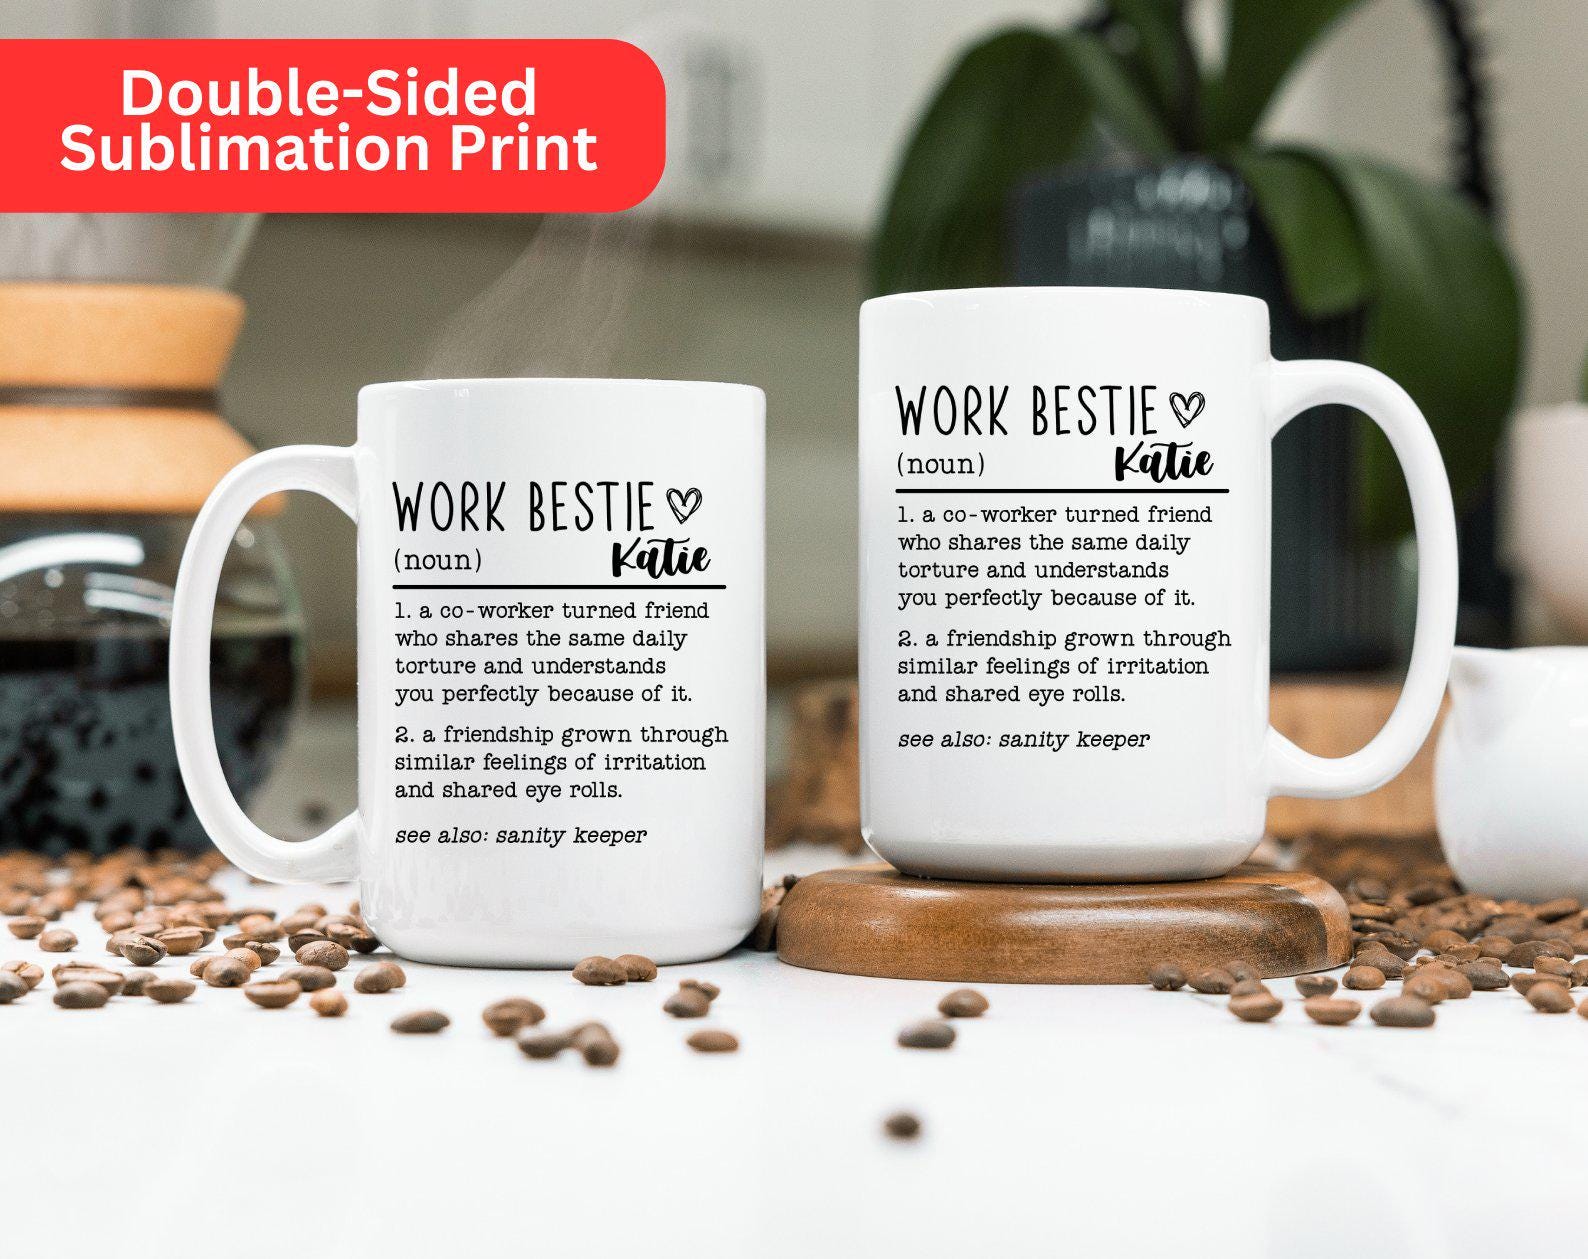 Double-Sided
Sublimation Print
WORK BESTIE
(noun) Katie
1. a co-worker turned friend
who shares the same daily
torture and understands
you perfectly because of it.
2. a friendship grown through
similar feelings of irritation
and shared eye rolls.
see also: sanity keeper
WORK BESTIE
(noun) Katie
1. a co-worker turned friend
who shares the same daily
torture and understands
you perfectly because of it.
2. a friendship grown through
similar feelings of irritation
and shared eye rolls.
see also: sanity keeper